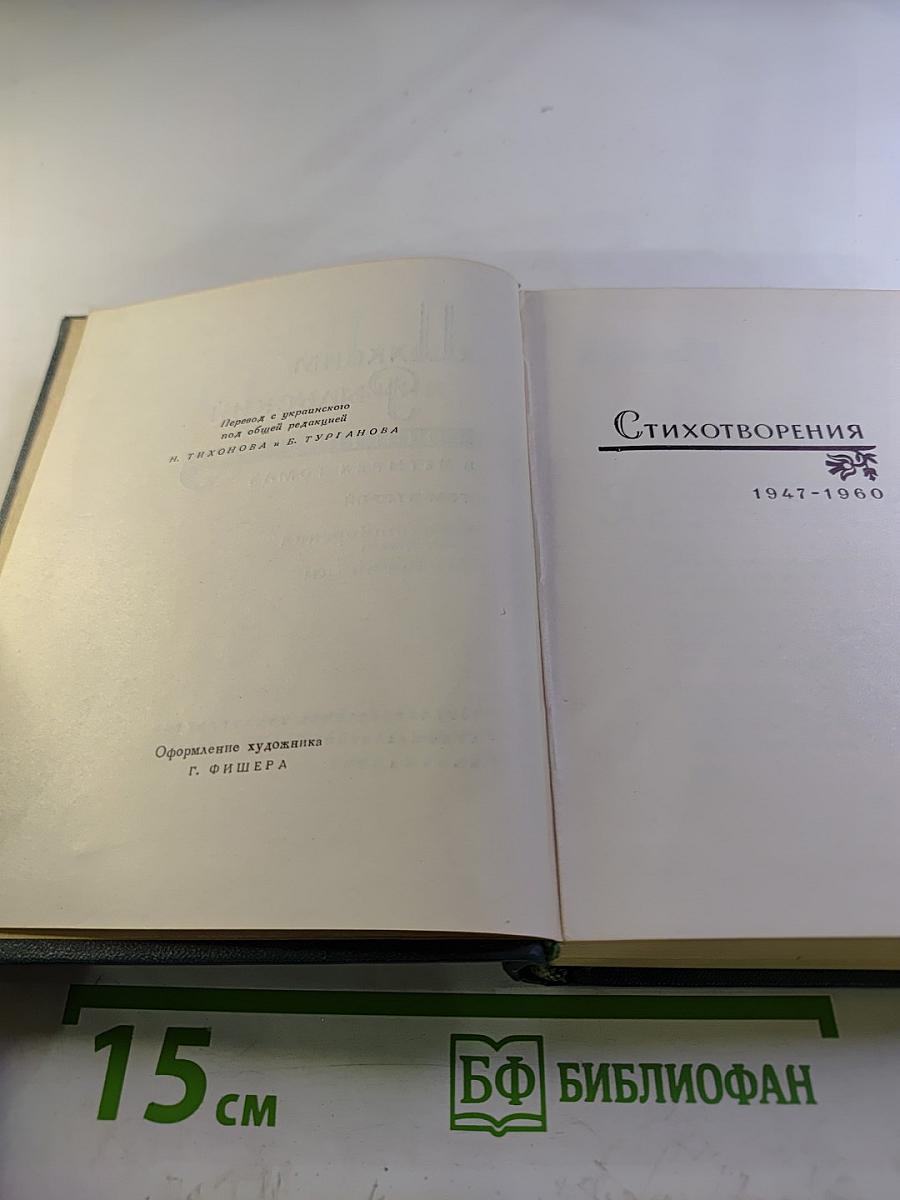 Перевод с украинского
под общей редакцией
Н. ТИХОНОВА и Б. ТУРГАНОВА
Оформление художника
Г. ФИШЕРА
СТИХОТВОРЕНИЯ
1947-1960
15 см
БФ БИБЛИОФАН